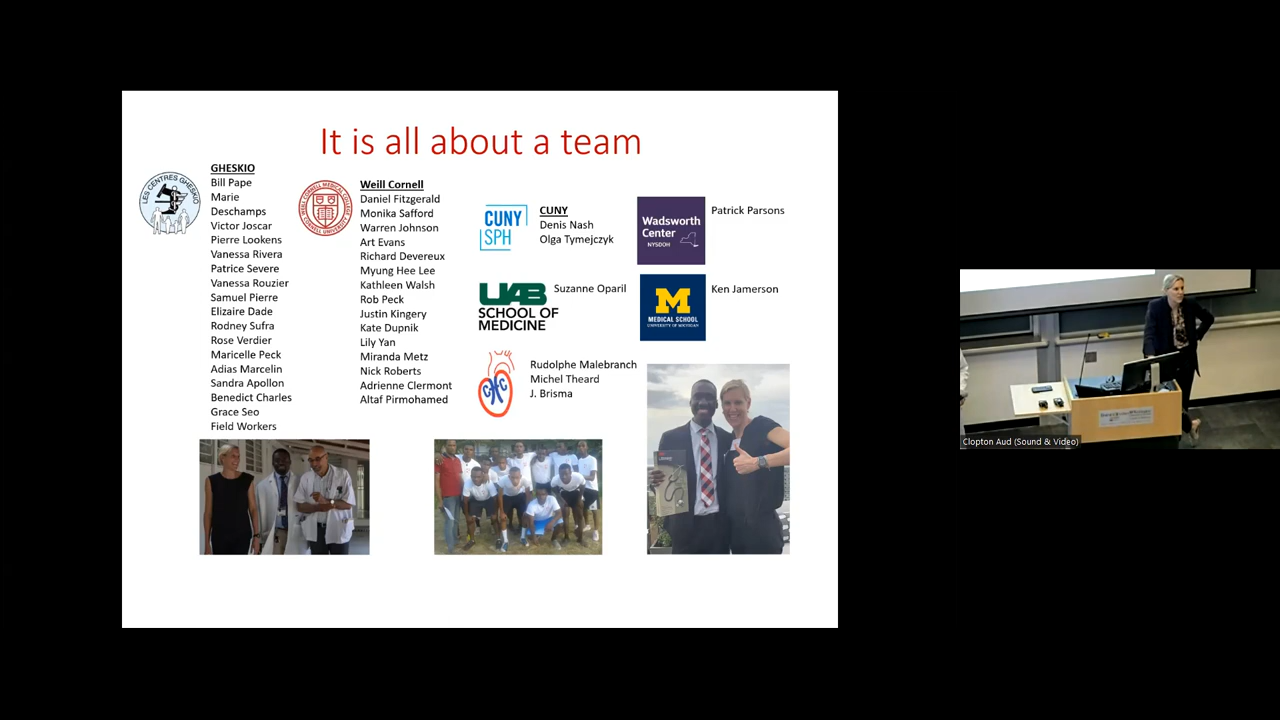 It is all about a team
LES CENTRES GHESKIO
GHESKIO
Bill Pape
Marie
Deschamps
Victor Joscar
Pierre Lookens
Vanessa Rivera
Patrice Severe
Vanessa Rouzier
Samuel Pierre
Elizaire Dade
Rodney Sufra
Rose Verdier
Maricelle Peck
Adias Marcelin
Sandra Apollon
Benedict Charles
Grace Seo
Field Workers
Weill Cornell
Daniel Fitzgerald
Monika Safford
Warren Johnson
Art Evans
Richard Devereux
Myung Hee Lee
Kathleen Walsh
Rob Peck
Justin Kingery
Kate Dupnik
Lily Yan
Miranda Metz
Nick Roberts
Adrienne Clermont
Altaf Pirmohamed
CUNY
SPH
CUNY
Denis Nash
Olga Tymejczyk
Wadsworth
Center
NYSDOH
Patrick Parsons
UAB
SCHOOL OF
MEDICINE
Suzanne Oparil
M
MEDICAL SCHOOL
UNIVERSITY OF MICHIGAN
Ken Jamerson
Rudolphe Malebranch
Michel Theard
J. Brisma
Clopton Aud (Sound & Video)